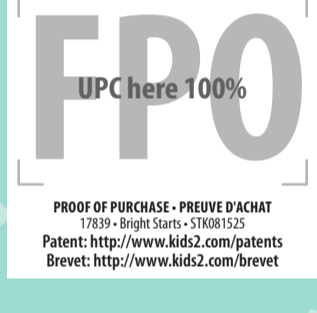 FPO
UPC here 100%
PROOF OF PURCHASE • PREUVE D'ACHAT
17839 • Bright Starts • STK081525
Patent: http://www.kids2.com/patents
Brevet: http://www.kids2.com/brevet